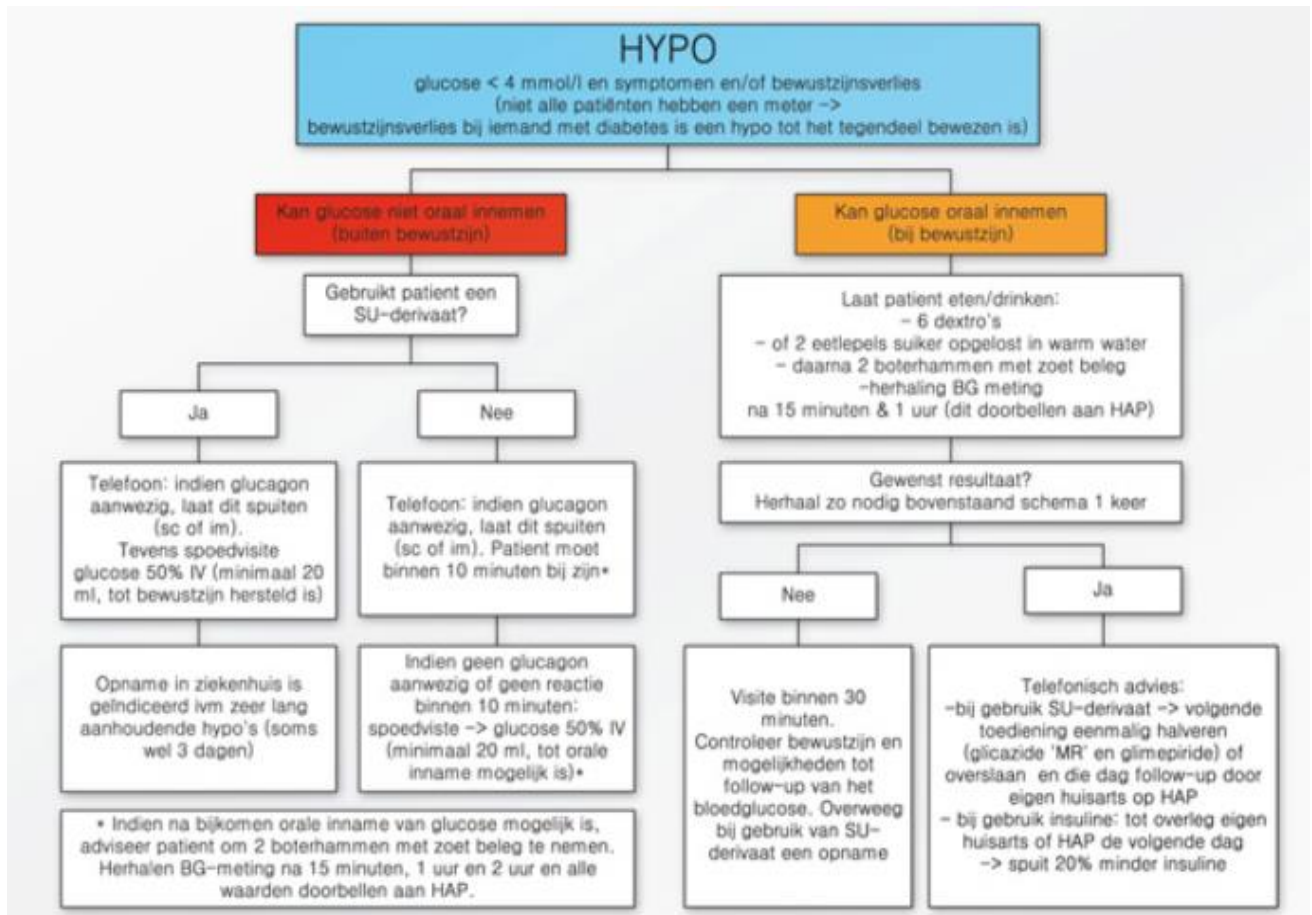 HYPO
glucose < 4 mmol/l en symptomen en/of bewustzijnsverlies
(niet alle patiënten hebben een meter ->
bewustzijnsverlies bij iemand met diabetes is een hypo tot het tegendeel bewezen is)
Kan glucose niet oraal innemen
(buiten bewustzijn)
Gebruikt patient een
SU-derivaat?
Ja
Telefoon: indien glucagon
aanwezig, laat dit spuiten
(sc of im).
Tevens spoedvisite
glucose 50% IV (minimaal 20
ml, tot bewustzijn hersteld is)
Opname in ziekenhuis is
geïndiceerd ivm zeer lang
aanhoudende hypo's (soms
wel 3 dagen)
Nee
Telefoon: indien glucagon
aanwezig, laat dit spuiten
(sc of im). Patient moet
binnen 10 minuten bij zijn*
Indien geen glucagon
aanwezig of geen reactie
binnen 10 minuten:
spoedviste -> glucose 50% IV
(minimaal 20 ml, tot orale
inname mogelijk is)*
* Indien na bijkomen orale inname van glucose mogelijk is,
adviseer patient om 2 boterhammen met zoet beleg te nemen.
Herhalen BG-meting na 15 minuten, 1 uur en 2 uur en alle
waarden doorbellen aan HAP.
Kan glucose oraal innemen
(bij bewustzijn)
Laat patient eten/drinken:
- 6 dextro's
- of 2 eetlepels suiker opgelost in warm water
- daarna 2 boterhammen met zoet beleg
-herhaling BG meting
na 15 minuten & 1 uur (dit doorbellen aan HAP)
Gewenst resultaat?
Herhaal zo nodig bovenstaand schema 1 keer
Nee
Visite binnen 30
minuten.
Controleer bewustzijn en
mogelijkheden tot
follow-up van het
bloedglucose. Overweeg
bij gebruik van SU-
derivaat een opname
Ja
Telefonisch advies:
-bij gebruik SU-derivaat -> volgende
toediening eenmalig halveren
(glicazide 'MR' en glimepiride) of
overslaan en die dag follow-up door
eigen huisarts op HAP
- bij gebruik insuline: tot overleg eigen
huisarts of HAP de volgende dag
-> spuit 20% minder insuline